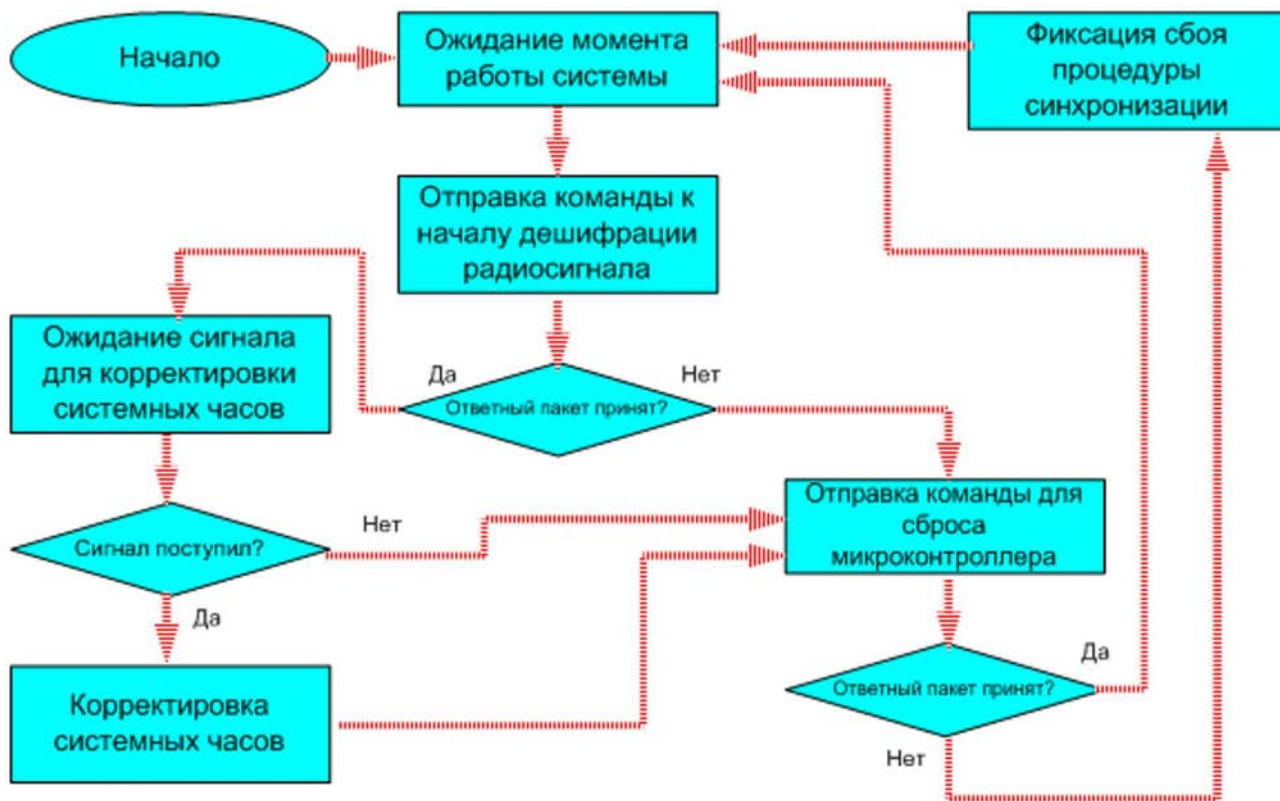 Начало
Ожидание момента
работы системы
Фиксация сбоя
процедуры
синхронизации
Отправка команды к
началу дешифрации
радиосигнала
Ожидание сигнала
для корректировки
системных часов
Да
Нет
Ответный пакет принят?
Отправка команды для
сброса
микроконтроллера
Нет
Сигнал поступил?
Да
Да
Ответный пакет принят?
Корректировка
системных часов
Нет